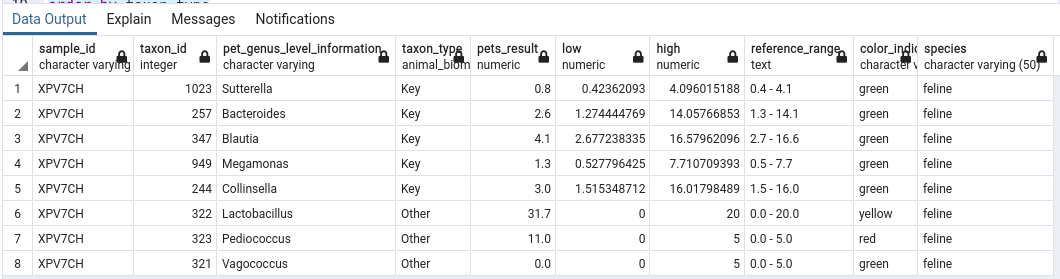 Data Output Explain Messages Notifications
sample_id taxon_id pet_genus_level_information taxon_type pets_result low high reference_range color_indic species
character varying integer character varying animal_biom numeric numeric numeric text character v character varying (50)
1 XPV7CH 1023 Sutterella Key 0.8 0.42362093 4.096015188 0.4 - 4.1 green feline
2 XPV7CH 257 Bacteroides Key 2.6 1.274444769 14.05766853 1.3 - 14.1 green feline
3 XPV7CH 347 Blautia Key 4.1 2.677238335 16.57962096 2.7 - 16.6 green feline
4 XPV7CH 949 Megamonas Key 1.3 0.527796425 7.710709393 0.5 - 7.7 green feline
5 XPV7CH 244 Collinsella Key 3.0 1.515348712 16.01798489 1.5 - 16.0 green feline
6 XPV7CH 322 Lactobacillus Other 31.7 0 20 0.0 - 20.0 yellow feline
7 XPV7CH 323 Pediococcus Other 11.0 0 5 0.0 - 5.0 red feline
8 XPV7CH 321 Vagococcus Other 0.0 0 5 0.0 - 5.0 green feline